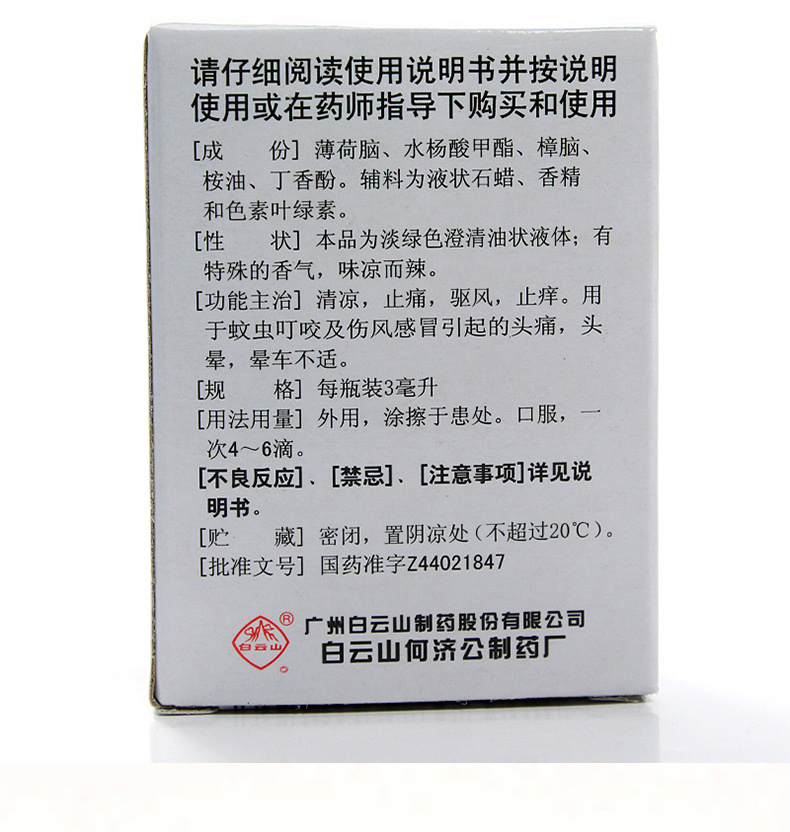 请仔细阅读使用说明书并按说明
使用或在药师指导下购买和使用
[成　份] 薄荷脑、水杨酸甲酯、樟脑、
桉油、丁香酚。辅料为液状石蜡、香精
和色素叶绿素。
[性　状] 本品为淡绿色澄清油状液体；有
特殊的香气，味凉而辣。
[功能主治] 清凉，止痛，驱风，止痒。用
于蚊虫叮咬及伤风感冒引起的头痛，头
晕，晕车不适。
[规　格] 每瓶装3毫升
[用法用量] 外用，涂擦于患处。口服，一
次4～6滴。
[不良反应]、[禁忌]、[注意事项]详见说
明书。
[贮　藏] 密闭，置阴凉处(不超过20℃)。
[批准文号] 国药准字Z44021847
白云山
®
广州白云山制药股份有限公司
白云山何济公制药厂